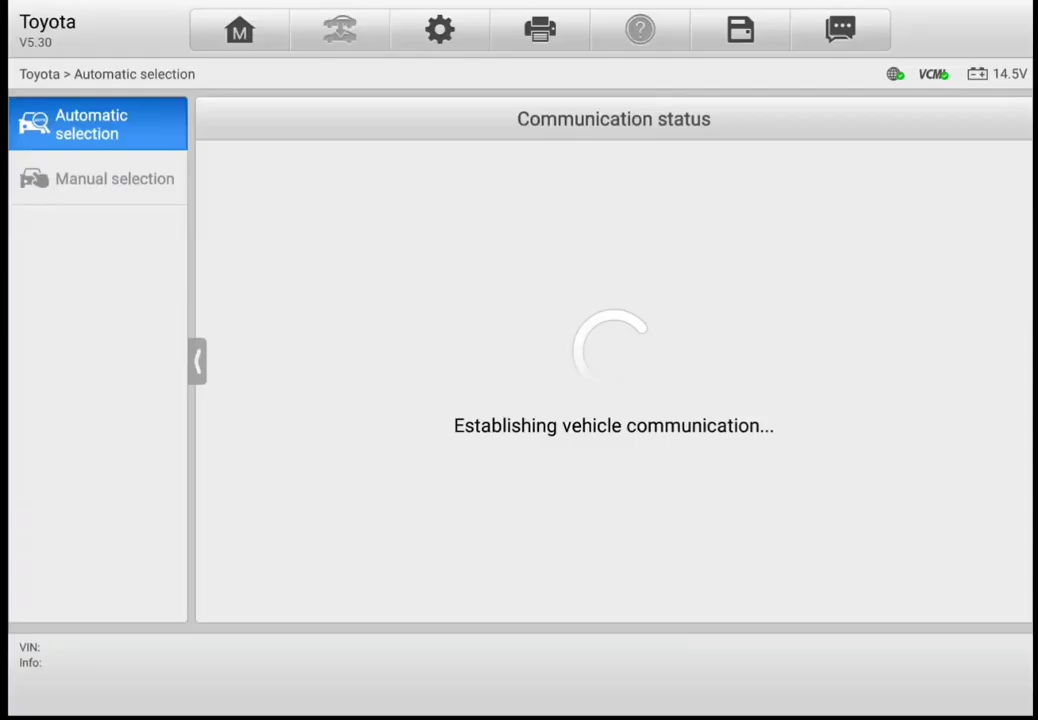 Toyota
V5.30
M
?
Toyota > Automatic selection
VCMI
14.5V
Automatic
selection
Communication status
Manual selection
Establishing vehicle communication...
VIN:
Info: